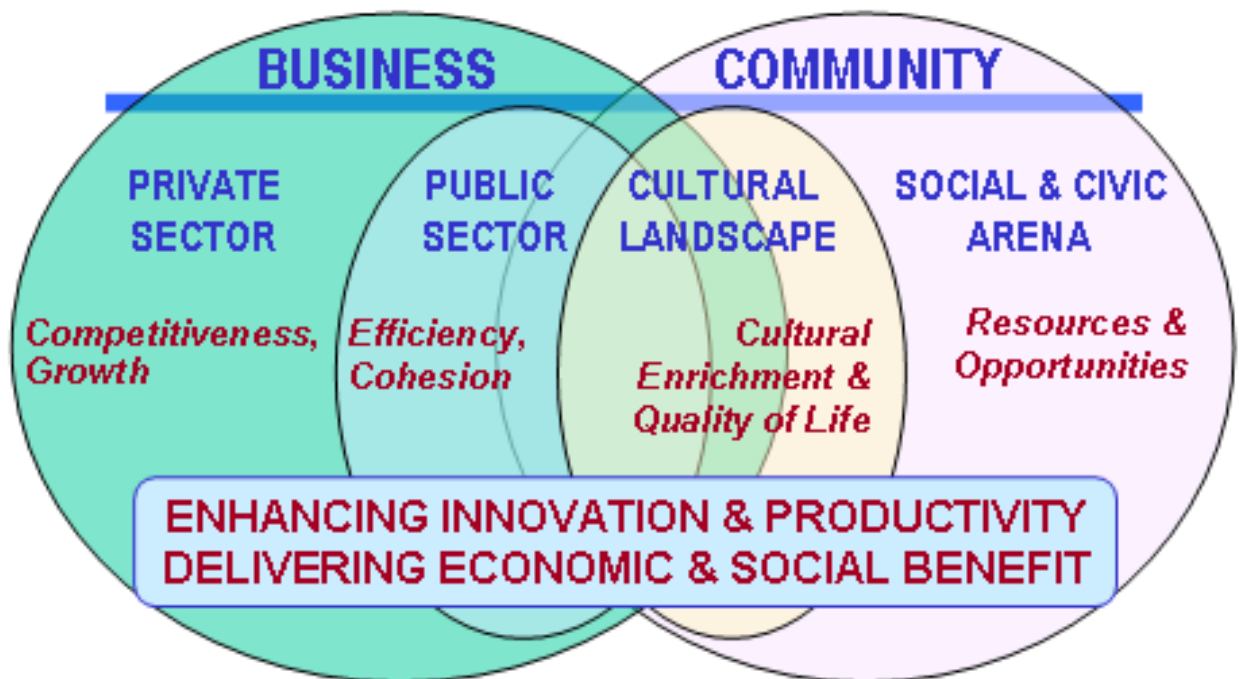 BUSINESS
COMMUNITY
PRIVATE
SECTOR
PUBLIC
SECTOR
CULTURAL
LANDSCAPE
SOCIAL & CIVIC
ARENA
Competitiveness,
Growth
Efficiency,
Cohesion
Cultural
Enrichment &
Quality of Life
Resources &
Opportunities
ENHANCING INNOVATION & PRODUCTIVITY
DELIVERING ECONOMIC & SOCIAL BENEFIT